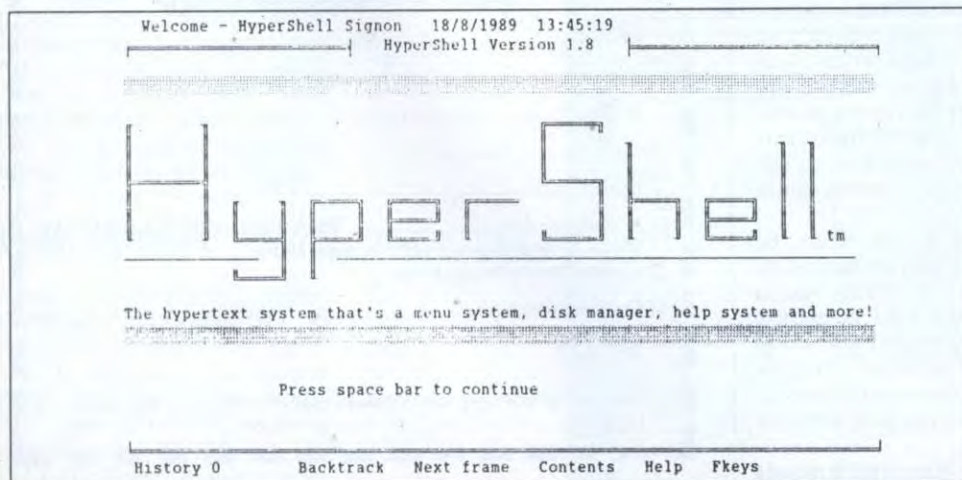 Welcome - HyperShell Signon 18/8/1989 13:45:19
HyperShell Version 1.8
HyperShell tm
The hypertext system that's a menu system, disk manager, help system and more!
Press space bar to continue
History 0 Backtrack Next frame Contents Help Fkeys